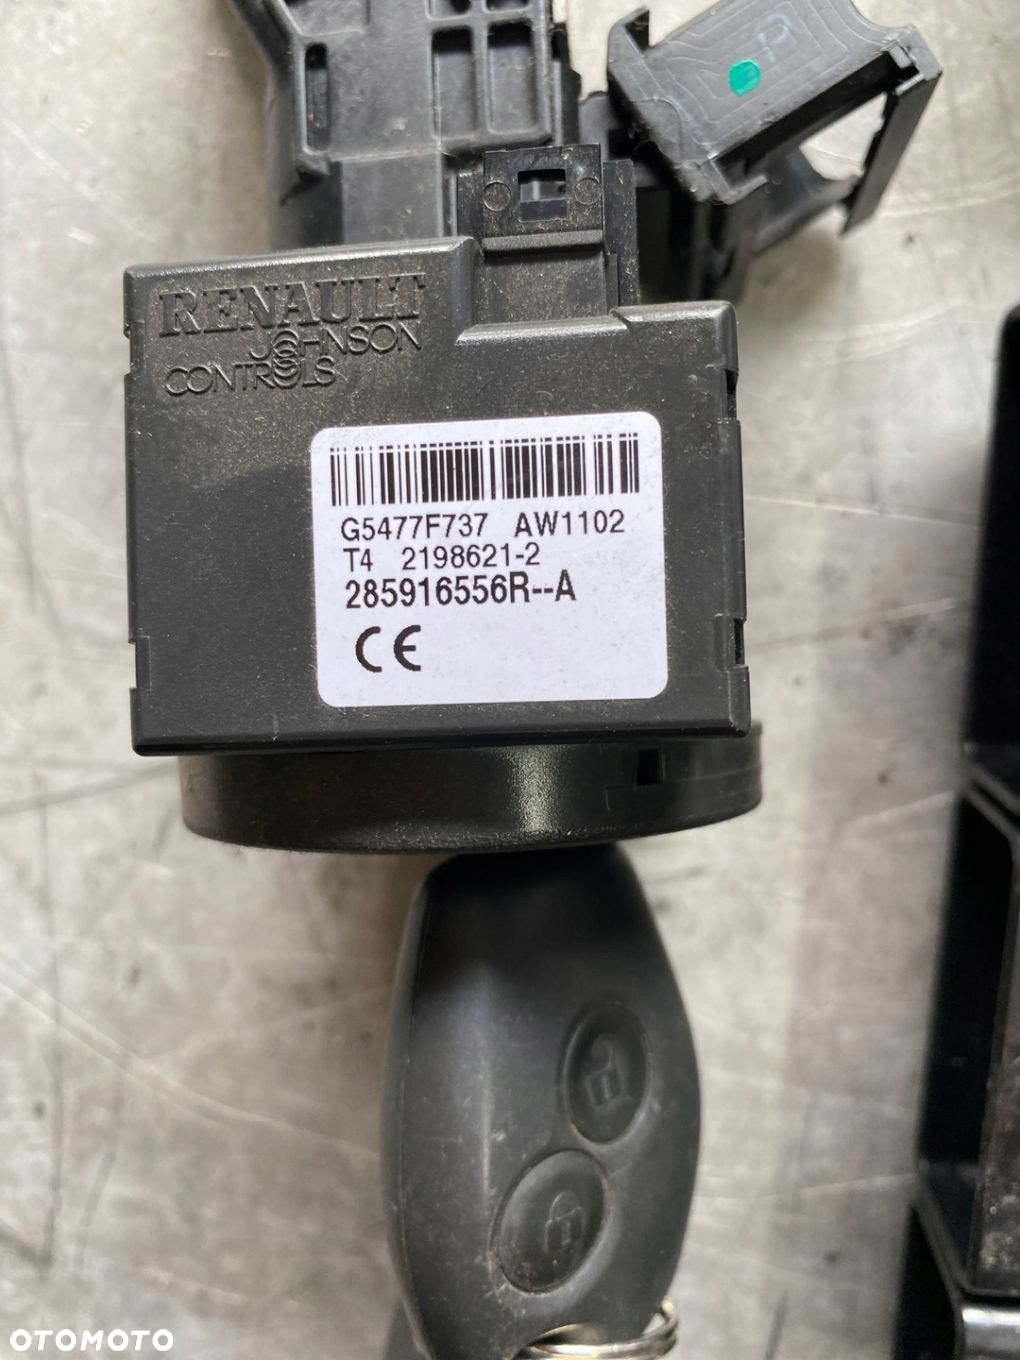 RENAULT
JOHNSON
CONTROLS
G5477F737 AW1102
T4 2198621-2
285916556R--A
CE
OTOMOTO